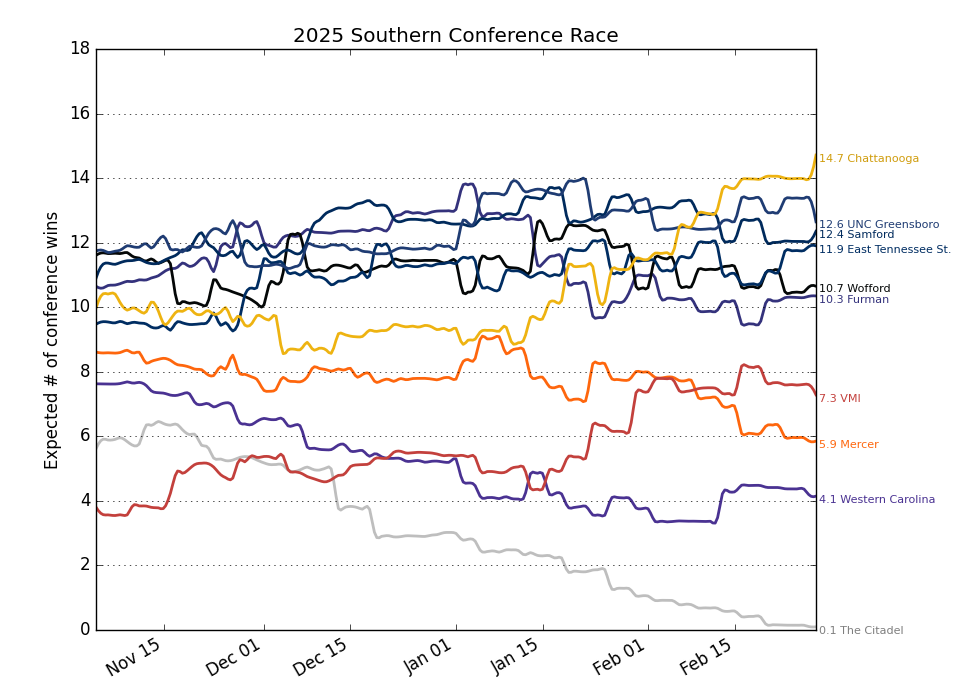 2025 Southern Conference Race
Expected # of conference wins
18
16
14
12
10
8
6
4
2
0
14.7 Chattanooga
12.6 UNC Greensboro
12.4 Samford
11.9 East Tennessee St.
10.7 Wofford
10.3 Furman
7.3 VMI
5.9 Mercer
4.1 Western Carolina
0.1 The Citadel
Nov 15
Dec 01
Dec 15
Jan 01
Jan 15
Feb 01
Feb 15